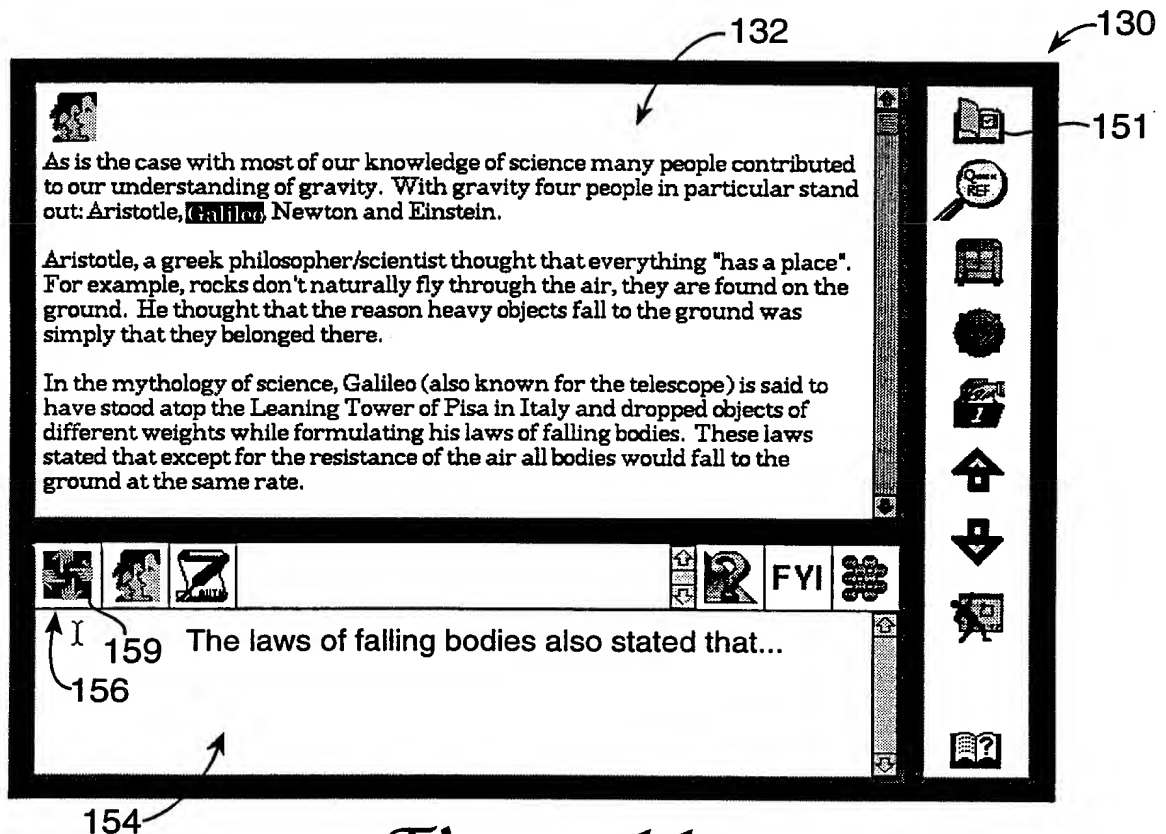 132
130
151
As is the case with most of our knowledge of science many people contributed
to our understanding of gravity. With gravity four people in particular stand
out: Aristotle, Galileo, Newton and Einstein.
Aristotle, a greek philosopher/scientist thought that everything "has a place".
For example, rocks don't naturally fly through the air, they are found on the
ground. He thought that the reason heavy objects fall to the ground was
simply that they belonged there.
In the mythology of science, Galileo (also known for the telescope) is said to
have stood atop the Leaning Tower of Pisa in Italy and dropped objects of
different weights while formulating his laws of falling bodies. These laws
stated that except for the resistance of the air all bodies would fall to the
ground at the same rate.
REF
1
AUTO
FYI
?
159
The laws of falling bodies also stated that...
156
154